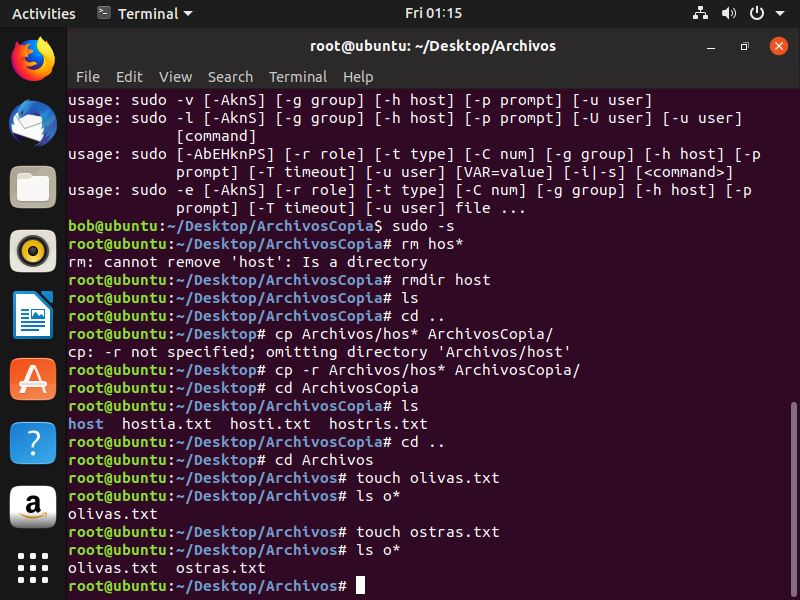 Activities Terminal Fri 01:15
root@ubuntu: ~/Desktop/Archivos
File Edit View Search Terminal Help
usage: sudo -v [-AknS] [-g group] [-h host] [-p prompt] [-u user]
usage: sudo -l [-AknS] [-g group] [-h host] [-p prompt] [-U user] [-u user]
[command]
usage: sudo [-AbEHknPS] [-r role] [-t type] [-C num] [-g group] [-h host] [-p
prompt] [-T timeout] [-u user] [VAR=value] [-i|-s] [<command>]
usage: sudo -e [-AknS] [-r role] [-t type] [-C num] [-g group] [-h host] [-p
prompt] [-T timeout] [-u user] file ...
bob@ubuntu:~/Desktop/ArchivosCopia$ sudo -s
root@ubuntu:~/Desktop/ArchivosCopia# rm hos*
rm: cannot remove 'host': Is a directory
root@ubuntu:~/Desktop/ArchivosCopia# rmdir host
root@ubuntu:~/Desktop/ArchivosCopia# ls
root@ubuntu:~/Desktop/ArchivosCopia# cd ..
root@ubuntu:~/Desktop# cp Archivos/hos* ArchivosCopia/
cp: -r not specified; omitting directory 'Archivos/host'
root@ubuntu:~/Desktop# cp -r Archivos/hos* ArchivosCopia/
root@ubuntu:~/Desktop# cd ArchivosCopia
root@ubuntu:~/Desktop/ArchivosCopia# ls
host hostia.txt hosti.txt hostris.txt
root@ubuntu:~/Desktop/ArchivosCopia# cd ..
root@ubuntu:~/Desktop# cd Archivos
root@ubuntu:~/Desktop/Archivos# touch olivas.txt
root@ubuntu:~/Desktop/Archivos# ls o*
olivas.txt
root@ubuntu:~/Desktop/Archivos# touch ostras.txt
root@ubuntu:~/Desktop/Archivos# ls o*
olivas.txt ostras.txt
root@ubuntu:~/Desktop/Archivos#